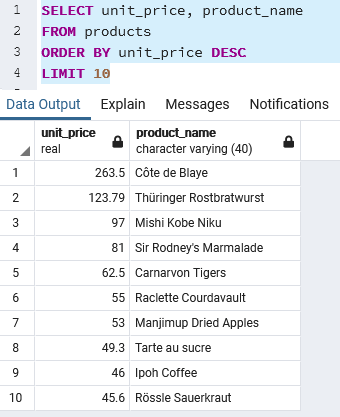 1 SELECT unit_price, product_name
2 FROM products
3 ORDER BY unit_price DESC
4 LIMIT 10
Data Output Explain Messages Notifications
unit_price product_name
real character varying (40)
1 263.5 Côte de Blaye
2 123.79 Thüringer Rostbratwurst
3 97 Mishi Kobe Niku
4 81 Sir Rodney's Marmalade
5 62.5 Carnarvon Tigers
6 55 Raclette Courdavault
7 53 Manjimup Dried Apples
8 49.3 Tarte au sucre
9 46 Ipoh Coffee
10 45.6 Rössle Sauerkraut